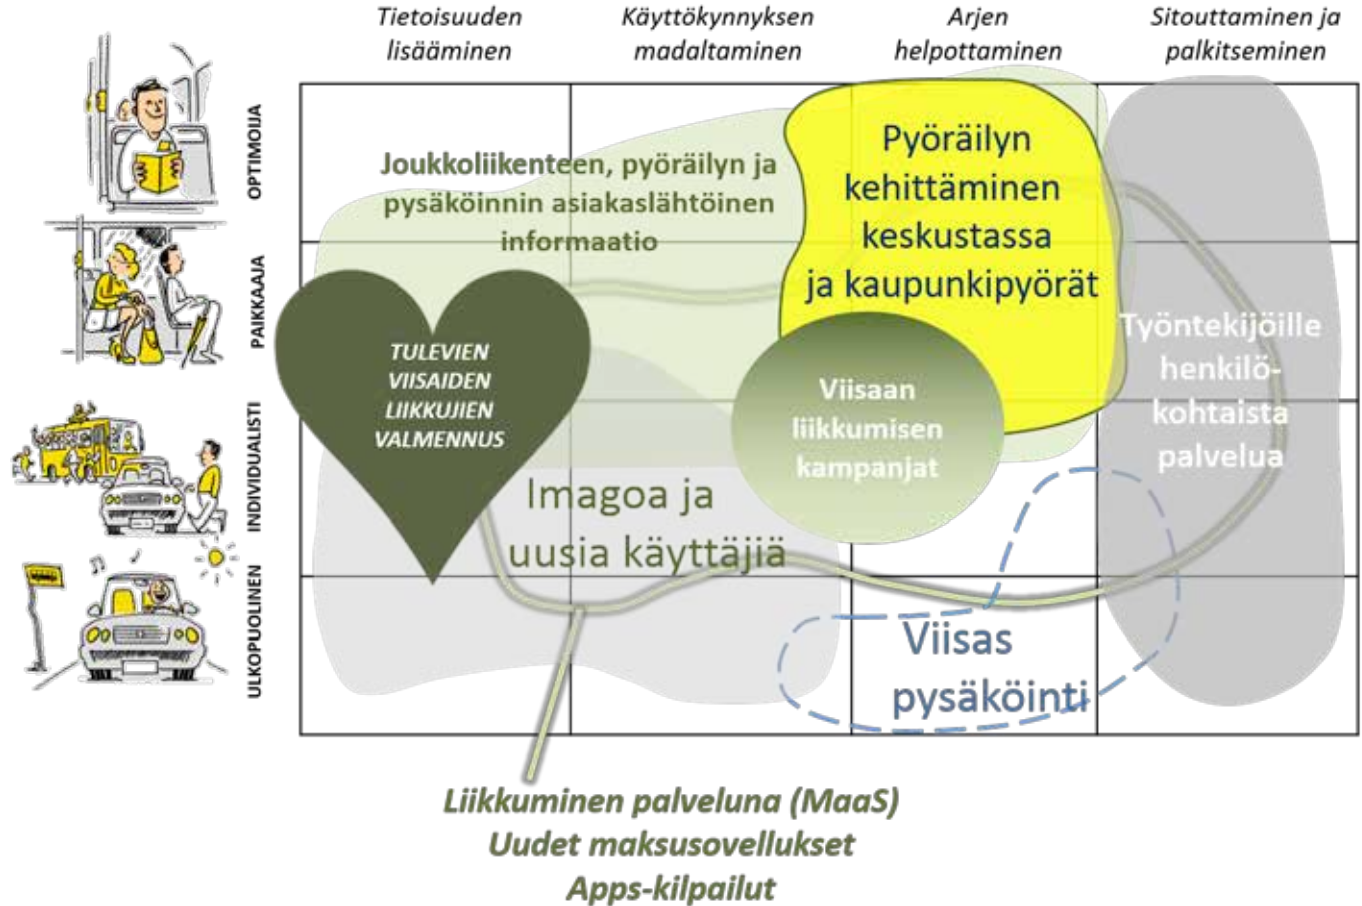 Tietoisuuden
lisääminen
Käyttökynnyksen
madaltaminen
Arjen
helpottaminen
Sitouttaminen ja
palkitseminen
OPTIMOIJA
PAIKKAAJA
INDIVIDUALISTI
ULKOPUOLINEN
Joukkoliikenteen, pyöräilyn ja
pysäköinnin asiakaslähtöinen
informaatio
Pyöräilyn
kehittäminen
keskustassa
ja kaupunkipyörät
TULEVIEN
VIISAIDEN
LIIKKUJIEN
VALMENNUS
Viisaan
liikkumisen
kampanjat
Työntekijöille
henkilö-
kohtaista
palvelua
Imagoa ja
uusia käyttäjiä
Viisas
pysäköinti
Liikkuminen palveluna (MaaS)
Uudet maksusovellukset
Apps-kilpailut